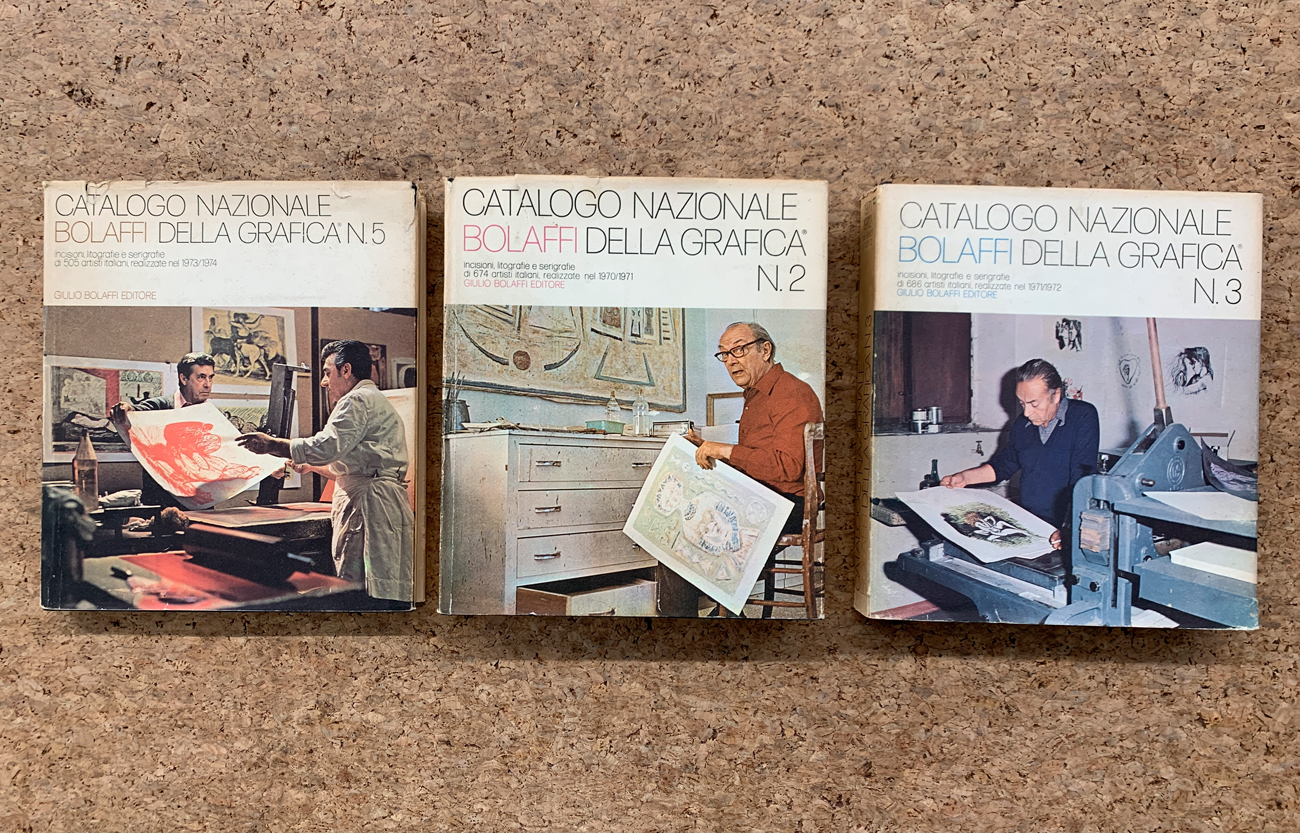 CATALOGO NAZIONALE
BOLAFFI DELLA GRAFICA® N.5
incisioni, litografie e serigrafie
di 505 artisti italiani, realizzate nel 1973/1974
GIULIO BOLAFFI EDITORE
CATALOGO NAZIONALE
BOLAFFI DELLA GRAFICA®
N.2
incisioni, litografie e serigrafie
di 674 artisti italiani, realizzate nel 1970/1971
GIULIO BOLAFFI EDITORE
CATALOGO NAZIONALE
BOLAFFI DELLA GRAFICA®
N.3
incisioni, litografie e serigrafie
di 686 artisti italiani, realizzate nel 1971/1972
GIULIO BOLAFFI EDITORE